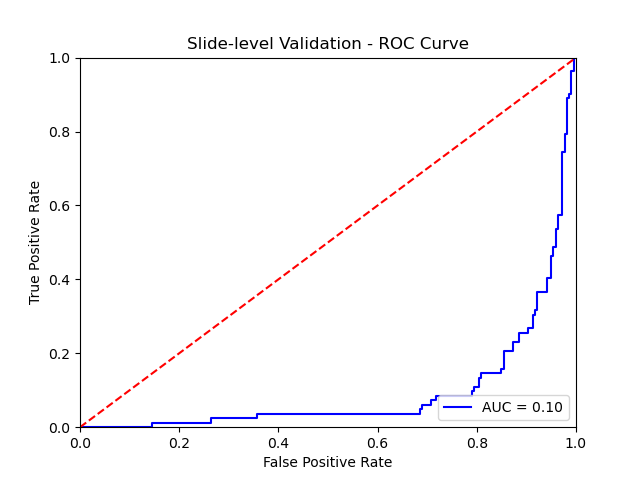 Slide-level Validation - ROC Curve
1.0
0.8
0.6
0.4
0.2
0.0
True Positive Rate
AUC = 0.10
0.0 0.2 0.4 0.6 0.8 1.0
False Positive Rate